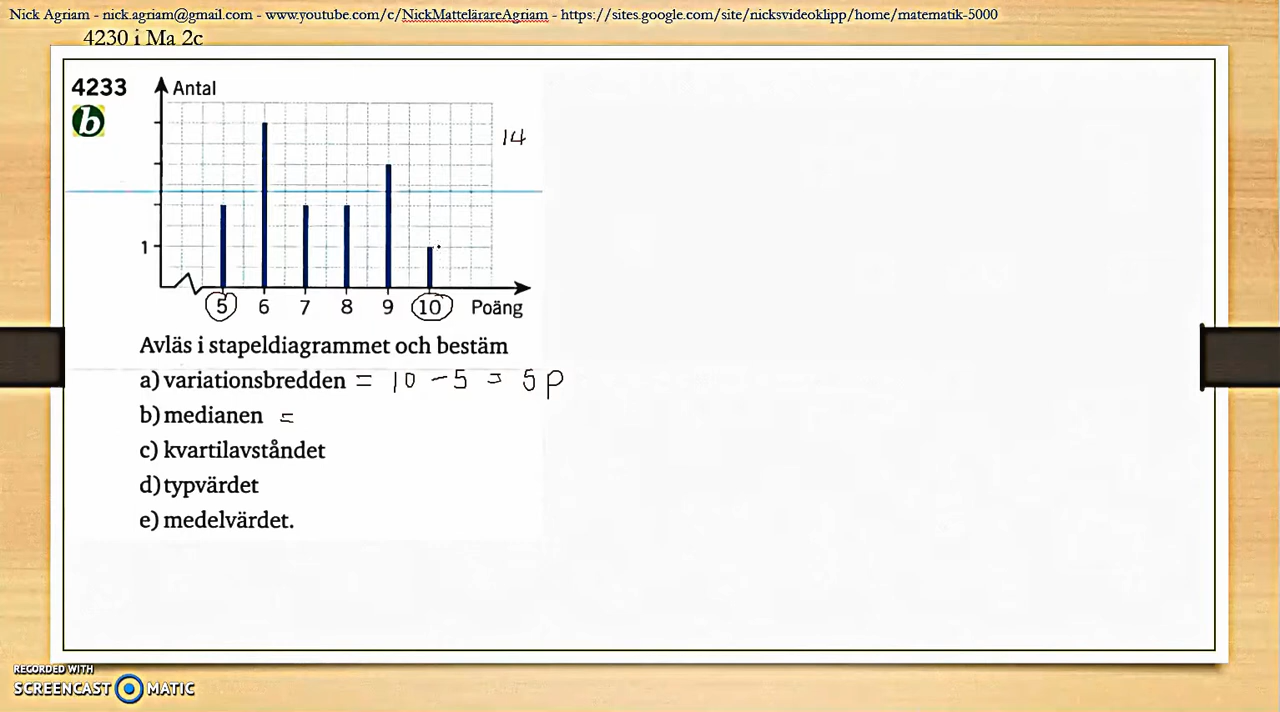 Nick Agriam - nick.agriam@gmail.com - www.youtube.com/c/NickMattelärareAgriam - https://sites.google.com/site/nicksvideoklipp/home/matematik-5000
4230 i Ma 2c
4233
Antal
b
14
1
5 6 7 8 9 10 Poäng
Avläs i stapeldiagrammet och bestäm
a) variationsbredden = 10 - 5 = 5 p
b) medianen =
c) kvartilavståndet
d) typvärdet
e) medelvärdet.
RECORDED WITH
SCREENCAST MATIC